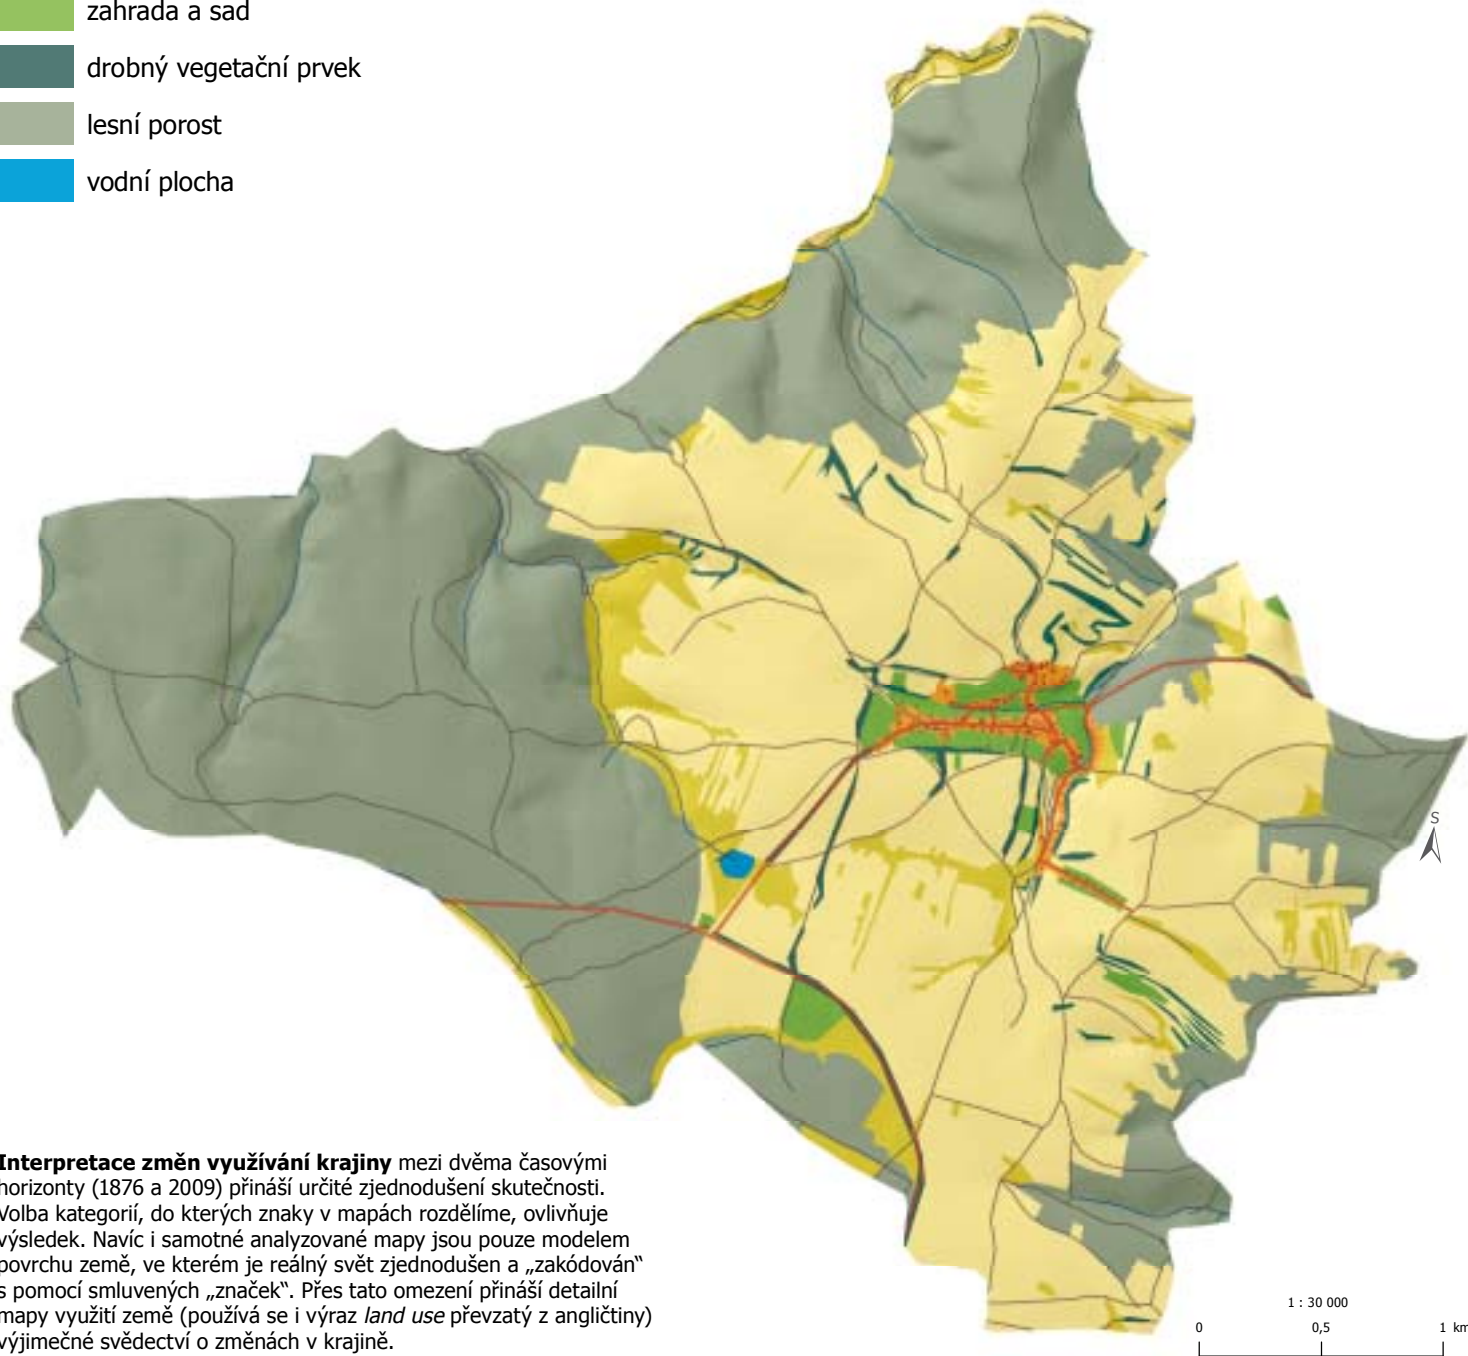 zahrada a sad
drobný vegetační prvek
lesní porost
vodní plocha
S
Interpretace změn využívání krajiny mezi dvěma časovými
horizonty (1876 a 2009) přináší určité zjednodušení skutečnosti.
Volba kategorií, do kterých znaky v mapách rozdělíme, ovlivňuje
výsledek. Navíc i samotné analyzované mapy jsou pouze modelem
povrchu země, ve kterém je reálný svět zjednodušen a „zakódován“
s pomocí smluvených „značek“. Přes tato omezení přináší detailní
mapy využití země (používá se i výraz land use převzatý z angličtiny)
výjimečné svědectví o změnách v krajině.
1 : 30 000
0 0,5 1 km